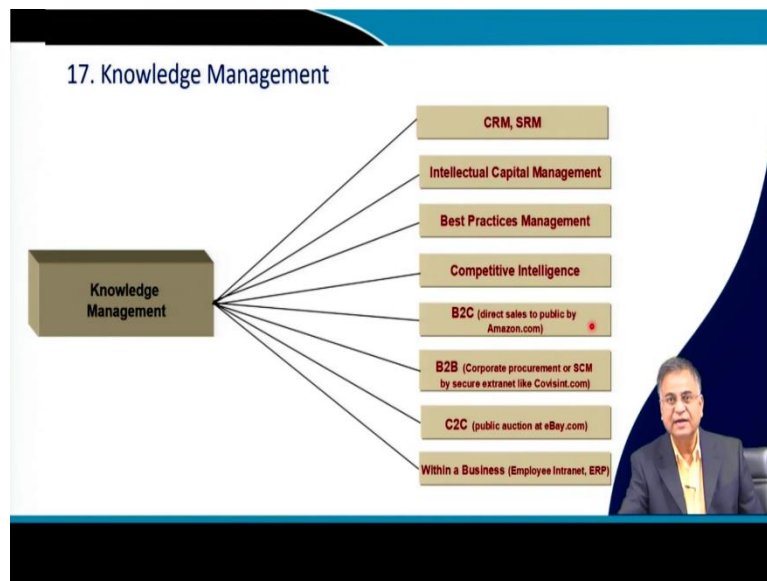 17. Knowledge Management
CRM, SRM
Intellectual Capital Management
Best Practices Management
Competitive Intelligence
Knowledge
Management
B2C (direct sales to public by
Amazon.com)
B2B (Corporate procurement or SCM
by secure extranet like Covisint.com)
C2C (public auction at eBay.com)
Within a Business (Employee Intranet, ERP)